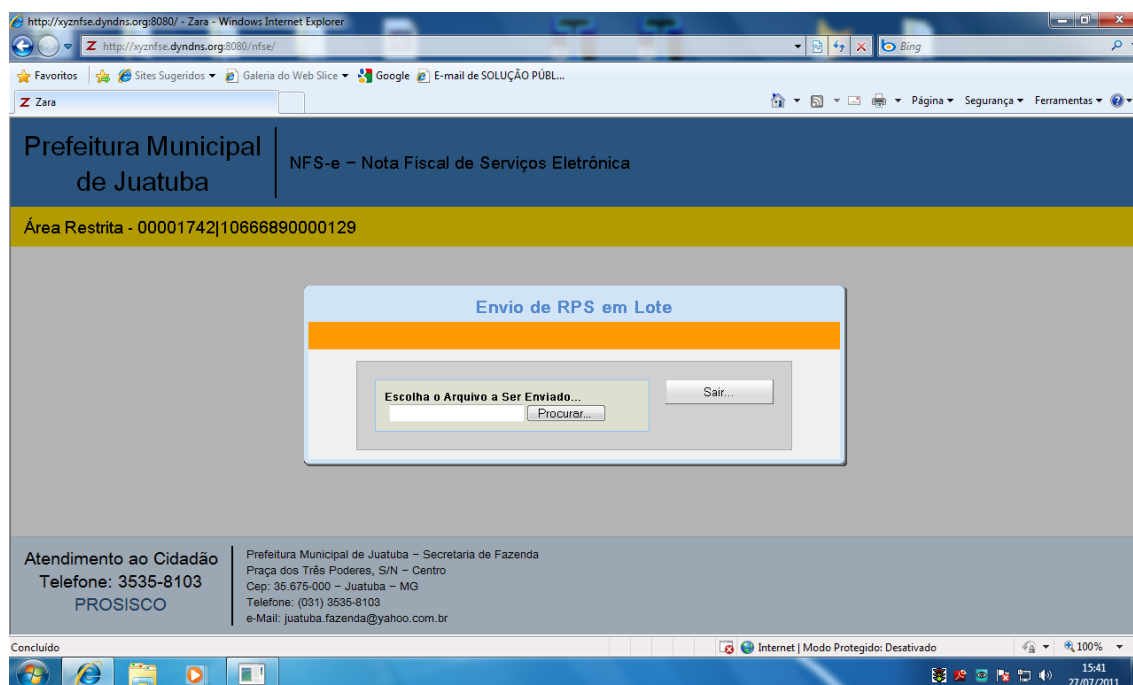 http://xyznfse.dyndns.org:8080/ - Zara - Windows Internet Explorer
http://xyznfse.dyndns.org:8080/nfse/
Bing
Favoritos
Sites Sugeridos
Galeria do Web Slice
Google
E-mail de SOLUÇÃO PÚBL...
Z Zara
Página
Segurança
Ferramentas
Prefeitura Municipal
de Juatuba
NFS-e – Nota Fiscal de Serviços Eletrônica
Área Restrita - 00001742|10666890000129
Envio de RPS em Lote
Escolha o Arquivo a Ser Enviado...
Procurar...
Sair...
Atendimento ao Cidadão
Telefone: 3535-8103
PROSISCO
Prefeitura Municipal de Juatuba – Secretaria de Fazenda
Praça dos Três Poderes, S/N – Centro
Cep: 35.675-000 – Juatuba – MG
Telefone: (031) 3535-8103
e-Mail: juatuba.fazenda@yahoo.com.br
Concluído
Internet | Modo Protegido: Desativado
100%
15:41
27/07/2011